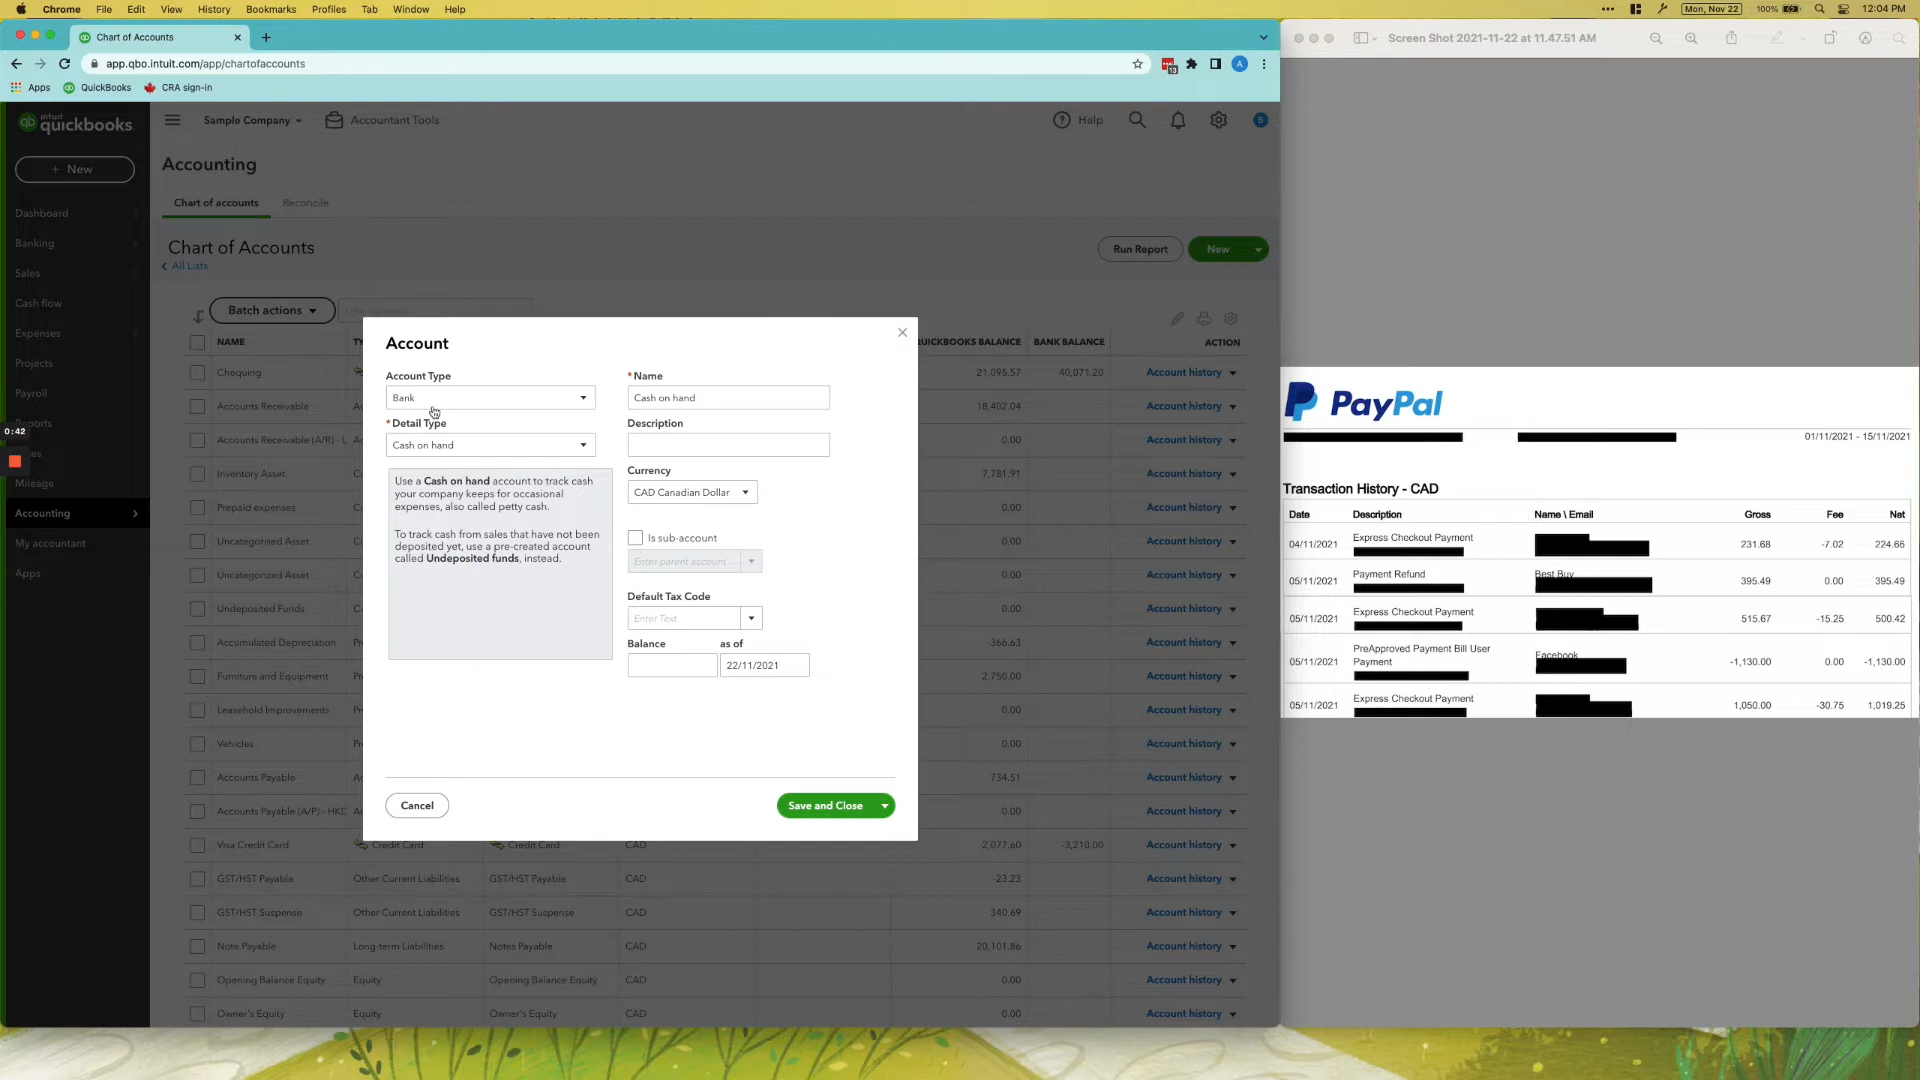 Chrome File Edit View History Bookmarks Profiles Tab Window Help
Mon, Nov 22 100% 12:04 PM
Chart of Accounts
Screen Shot 2021-11-22 at 11.47.51 AM
app.qbo.intuit.com/app/chartofaccounts
13
A
Apps QuickBooks CRA sign-in
intuit
quickbooks.
Sample Company Accountant Tools
Help
B
+ New
Accounting
Chart of accounts Reconcile
Dashboard
Banking
Sales
Cash flow
Expenses
Projects
Payroll
Mileage
Accounting
My accountant
Apps
0:42
Chart of Accounts
All Lists
Run Report New
Batch actions
NAME
QUICKBOOKS BALANCE BANK BALANCE ACTION
Chequing 21,095.57 40,071.20 Account history
Accounts Receivable 18,402.04 Account history
Accounts Receivable (A/R) - 0.00 Account history
Inventory Asset 7,781.91 Account history
Prepaid expenses 0.00 Account history
Uncategorised Asset 0.00 Account history
Uncategorized Asset 0.00 Account history
Undeposited Funds 0.00 Account history
Accumulated Depreciation -366.63 Account history
Furniture and Equipment 2,750.00 Account history
Leasehold Improvements 0.00 Account history
Vehicles 0.00 Account history
Accounts Payable 734.51 Account history
Accounts Payable (A/P) - HKD 0.00 Account history
Visa Credit Card Credit Card Credit Card CAD 2,077.60 -3,210.00 Account history
GST/HST Payable Other Current Liabilities GST/HST Payable CAD -23.23 Account history
GST/HST Suspense Other Current Liabilities GST/HST Suspense CAD 340.69 Account history
Note Payable Long-term Liabilities Notes Payable CAD 20,101.86 Account history
Opening Balance Equity Equity Opening Balance Equity CAD 0.00 Account history
Owner's Equity Equity Owner's Equity CAD 0.00 Account history
Account
Account Type
Bank
* Detail Type
Cash on hand
Use a Cash on hand account to track cash
your company keeps for occasional
expenses, also called petty cash.
To track cash from sales that have not been
deposited yet, use a pre-created account
called Undeposited funds, instead.
* Name
Cash on hand
Description
Currency
CAD Canadian Dollar
Is sub-account
Enter parent account
Default Tax Code
Enter Text
Balance as of
22/11/2021
Cancel Save and Close
PayPal
01/11/2021 - 15/11/2021
Transaction History - CAD
Date Description Name \ Email Gross Fee Net
04/11/2021 Express Checkout Payment 231.68 -7.02 224.66
05/11/2021 Payment Refund Best Buy 395.49 0.00 395.49
05/11/2021 Express Checkout Payment 515.67 -15.25 500.42
05/11/2021 PreApproved Payment Bill User
Payment Facebook -1,130.00 0.00 -1,130.00
05/11/2021 Express Checkout Payment 1,050.00 -30.75 1,019.25